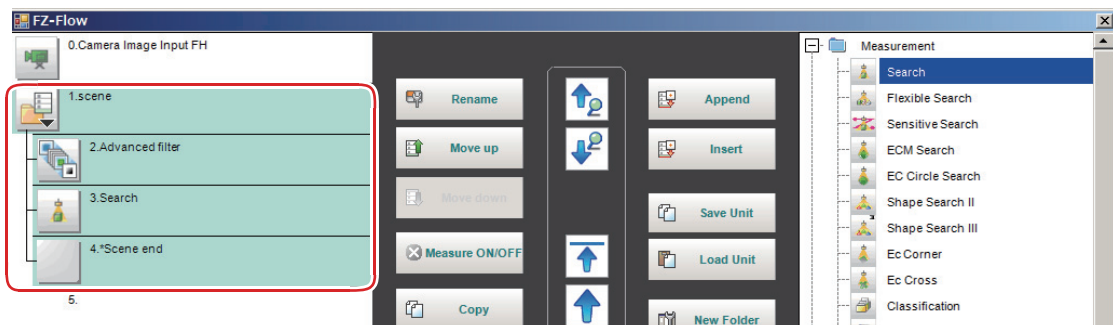 FZ-Flow
0.Camera Image Input FH
1.scene
2.Advanced filter
3.Search
4.*Scene end
5.
Rename
Move up
Move down
Measure ON/OFF
Copy
Append
Insert
Save Unit
Load Unit
New Folder
Measurement
Search
Flexible Search
Sensitive Search
ECM Search
EC Circle Search
Shape Search II
Shape Search III
Ec Corner
Ec Cross
Classification